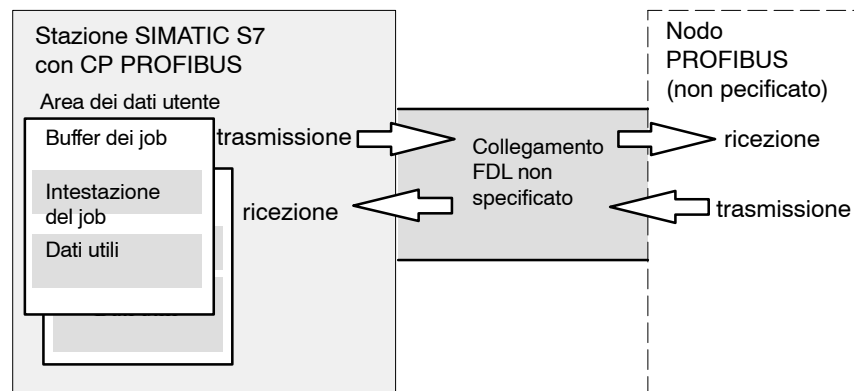 Stazione SIMATIC S7
con CP PROFIBUS
Area dei dati utente
Buffer dei job
Intestazione
del job
Dati utili
trasmissione
ricezione
Collegamento
FDL non
specificato
Nodo
PROFIBUS
(non pecificato)
ricezione
trasmissione